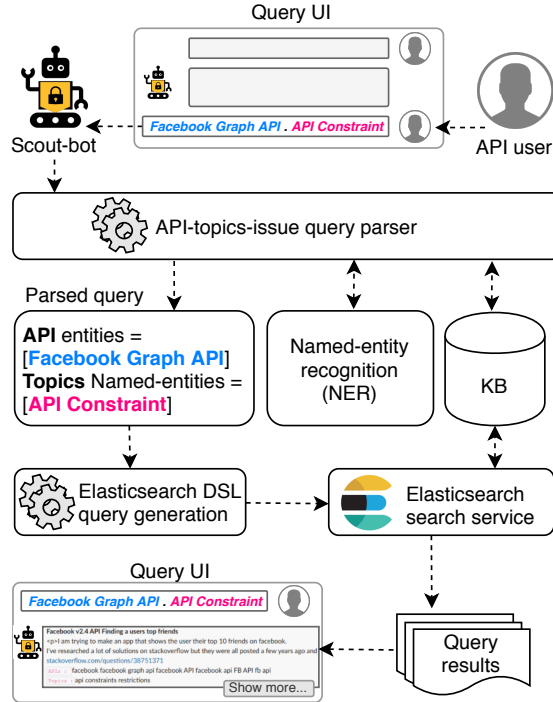 Query UI
Facebook Graph API . API Constraint
Scout-bot
API user
API-topics-issue query parser
Parsed query
API entities =
[Facebook Graph API]
Topics Named-entities =
[API Constraint]
Named-entity
recognition
(NER)
KB
Elasticsearch DSL
query generation
Elasticsearch
search service
Query UI
Facebook Graph API . API Constraint
Facebook v2.4 API Finding a users top friends
<p>I am trying to make an app that shows the user their top 10 friends on facebook.
I've researched a lot of solutions on stackoverflow but they were all posted a few years ago and
stackoverflow.com/questions/38751371
APIs : facebook facebook graph api facebook API facebook api FB API fb api
Topics : api constraints restrictions
Show more...
Query
results